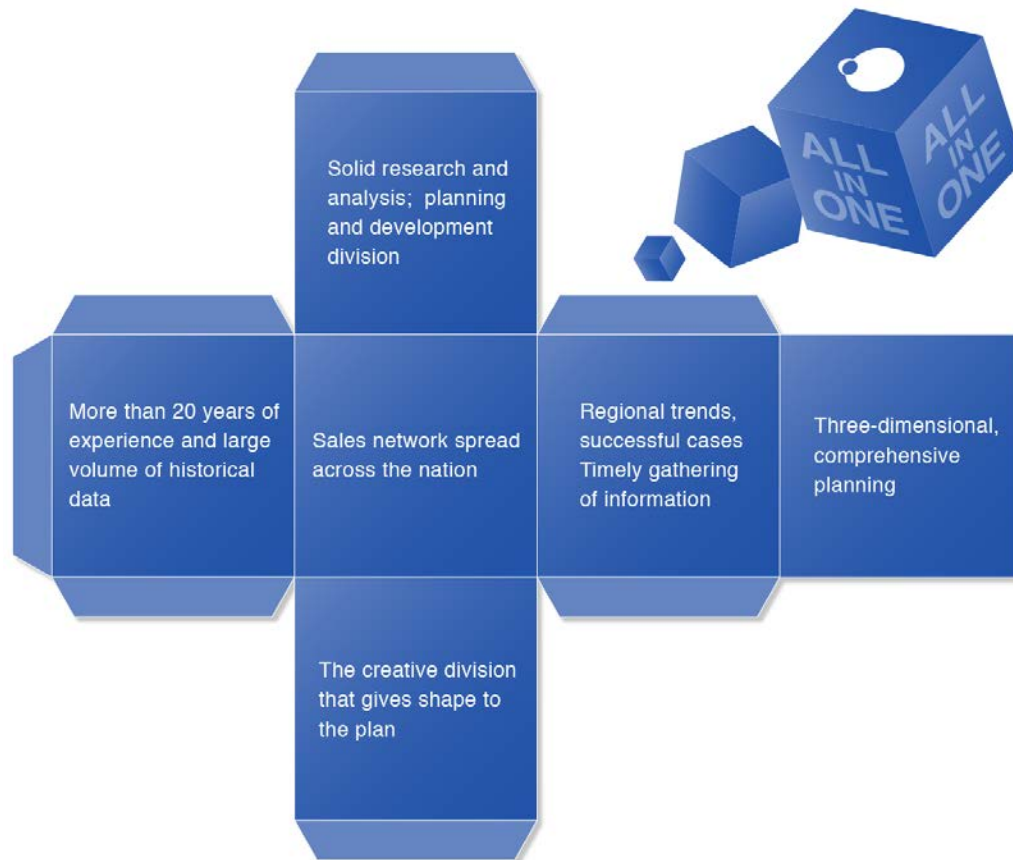 ALL
IN
ONE
ALL
IN
ONE
Solid research and
analysis; planning
and development
division
More than 20 years of
experience and large
volume of historical
data
Sales network spread
across the nation
Regional trends,
successful cases
Timely gathering
of information
Three-dimensional,
comprehensive
planning
The creative division
that gives shape to
the plan